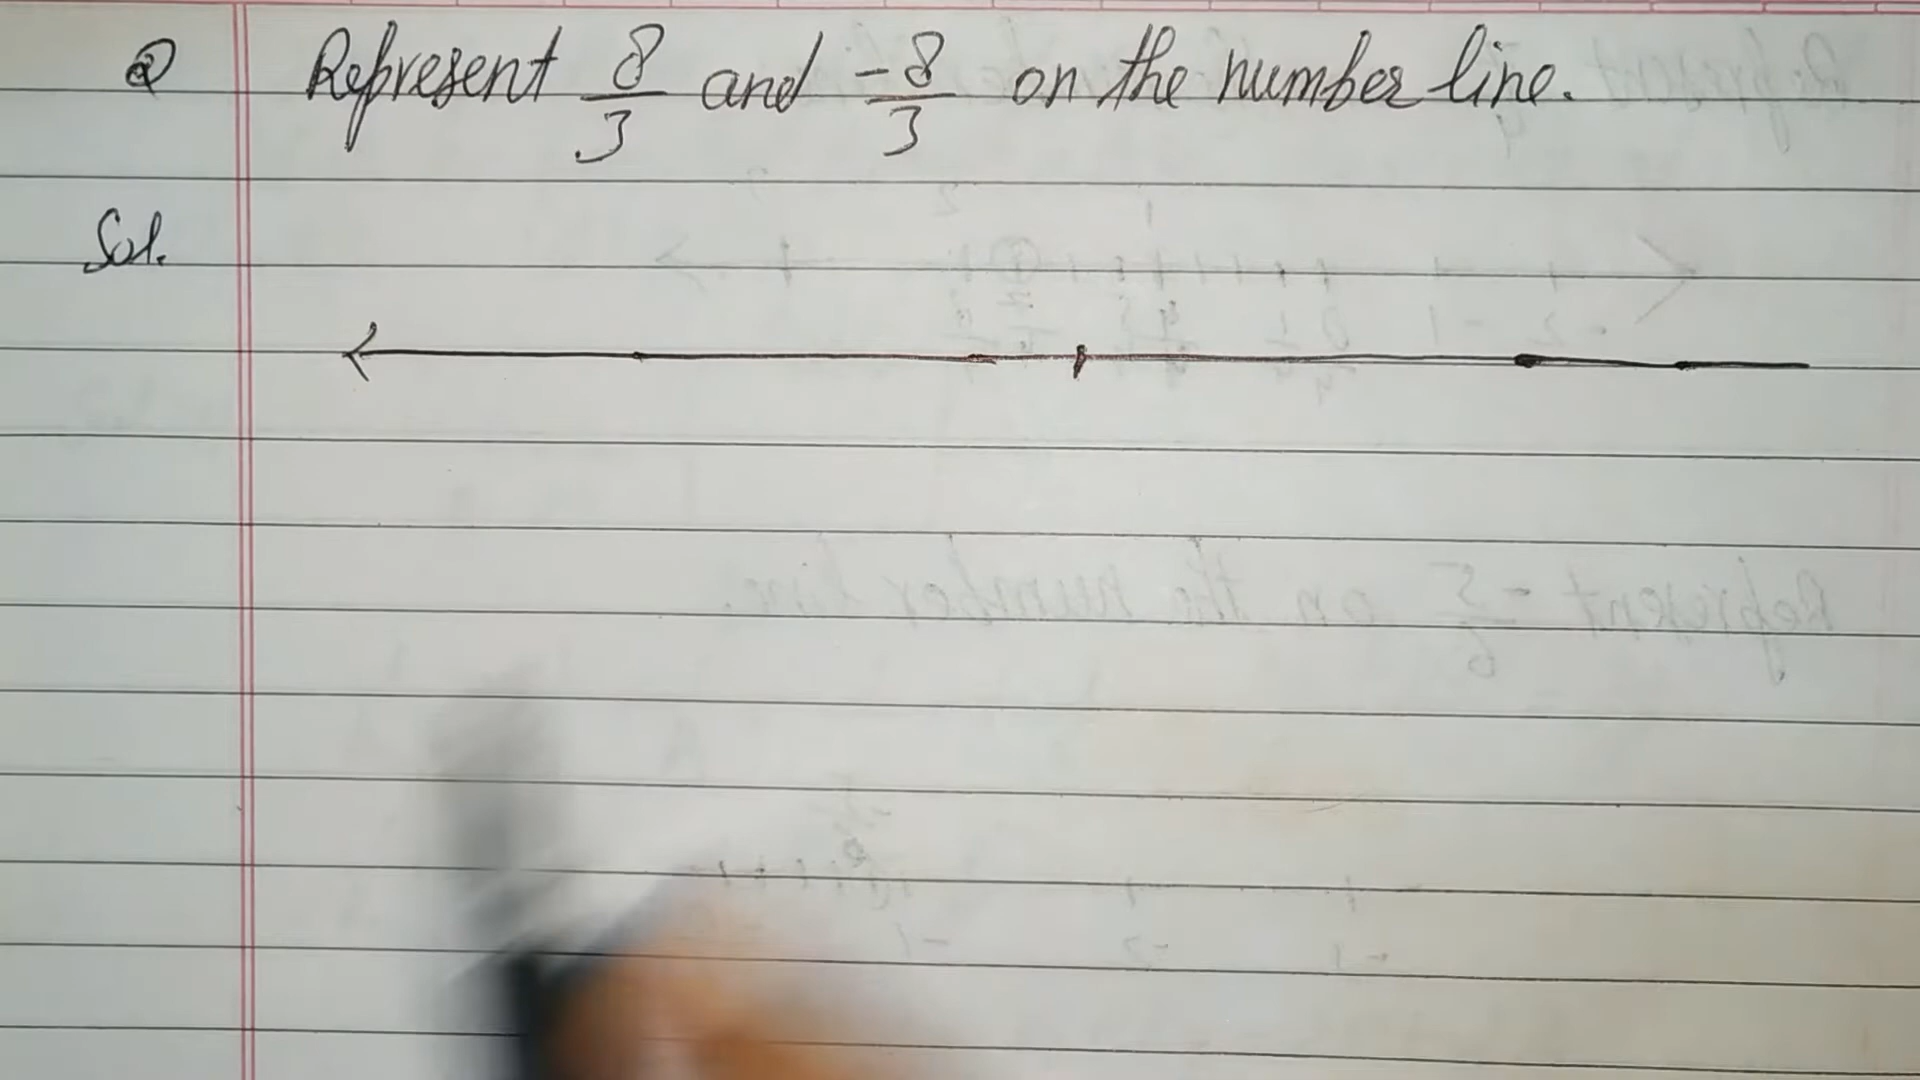 Q Represent 8/3 and -8/3 on the number line.
Sol.